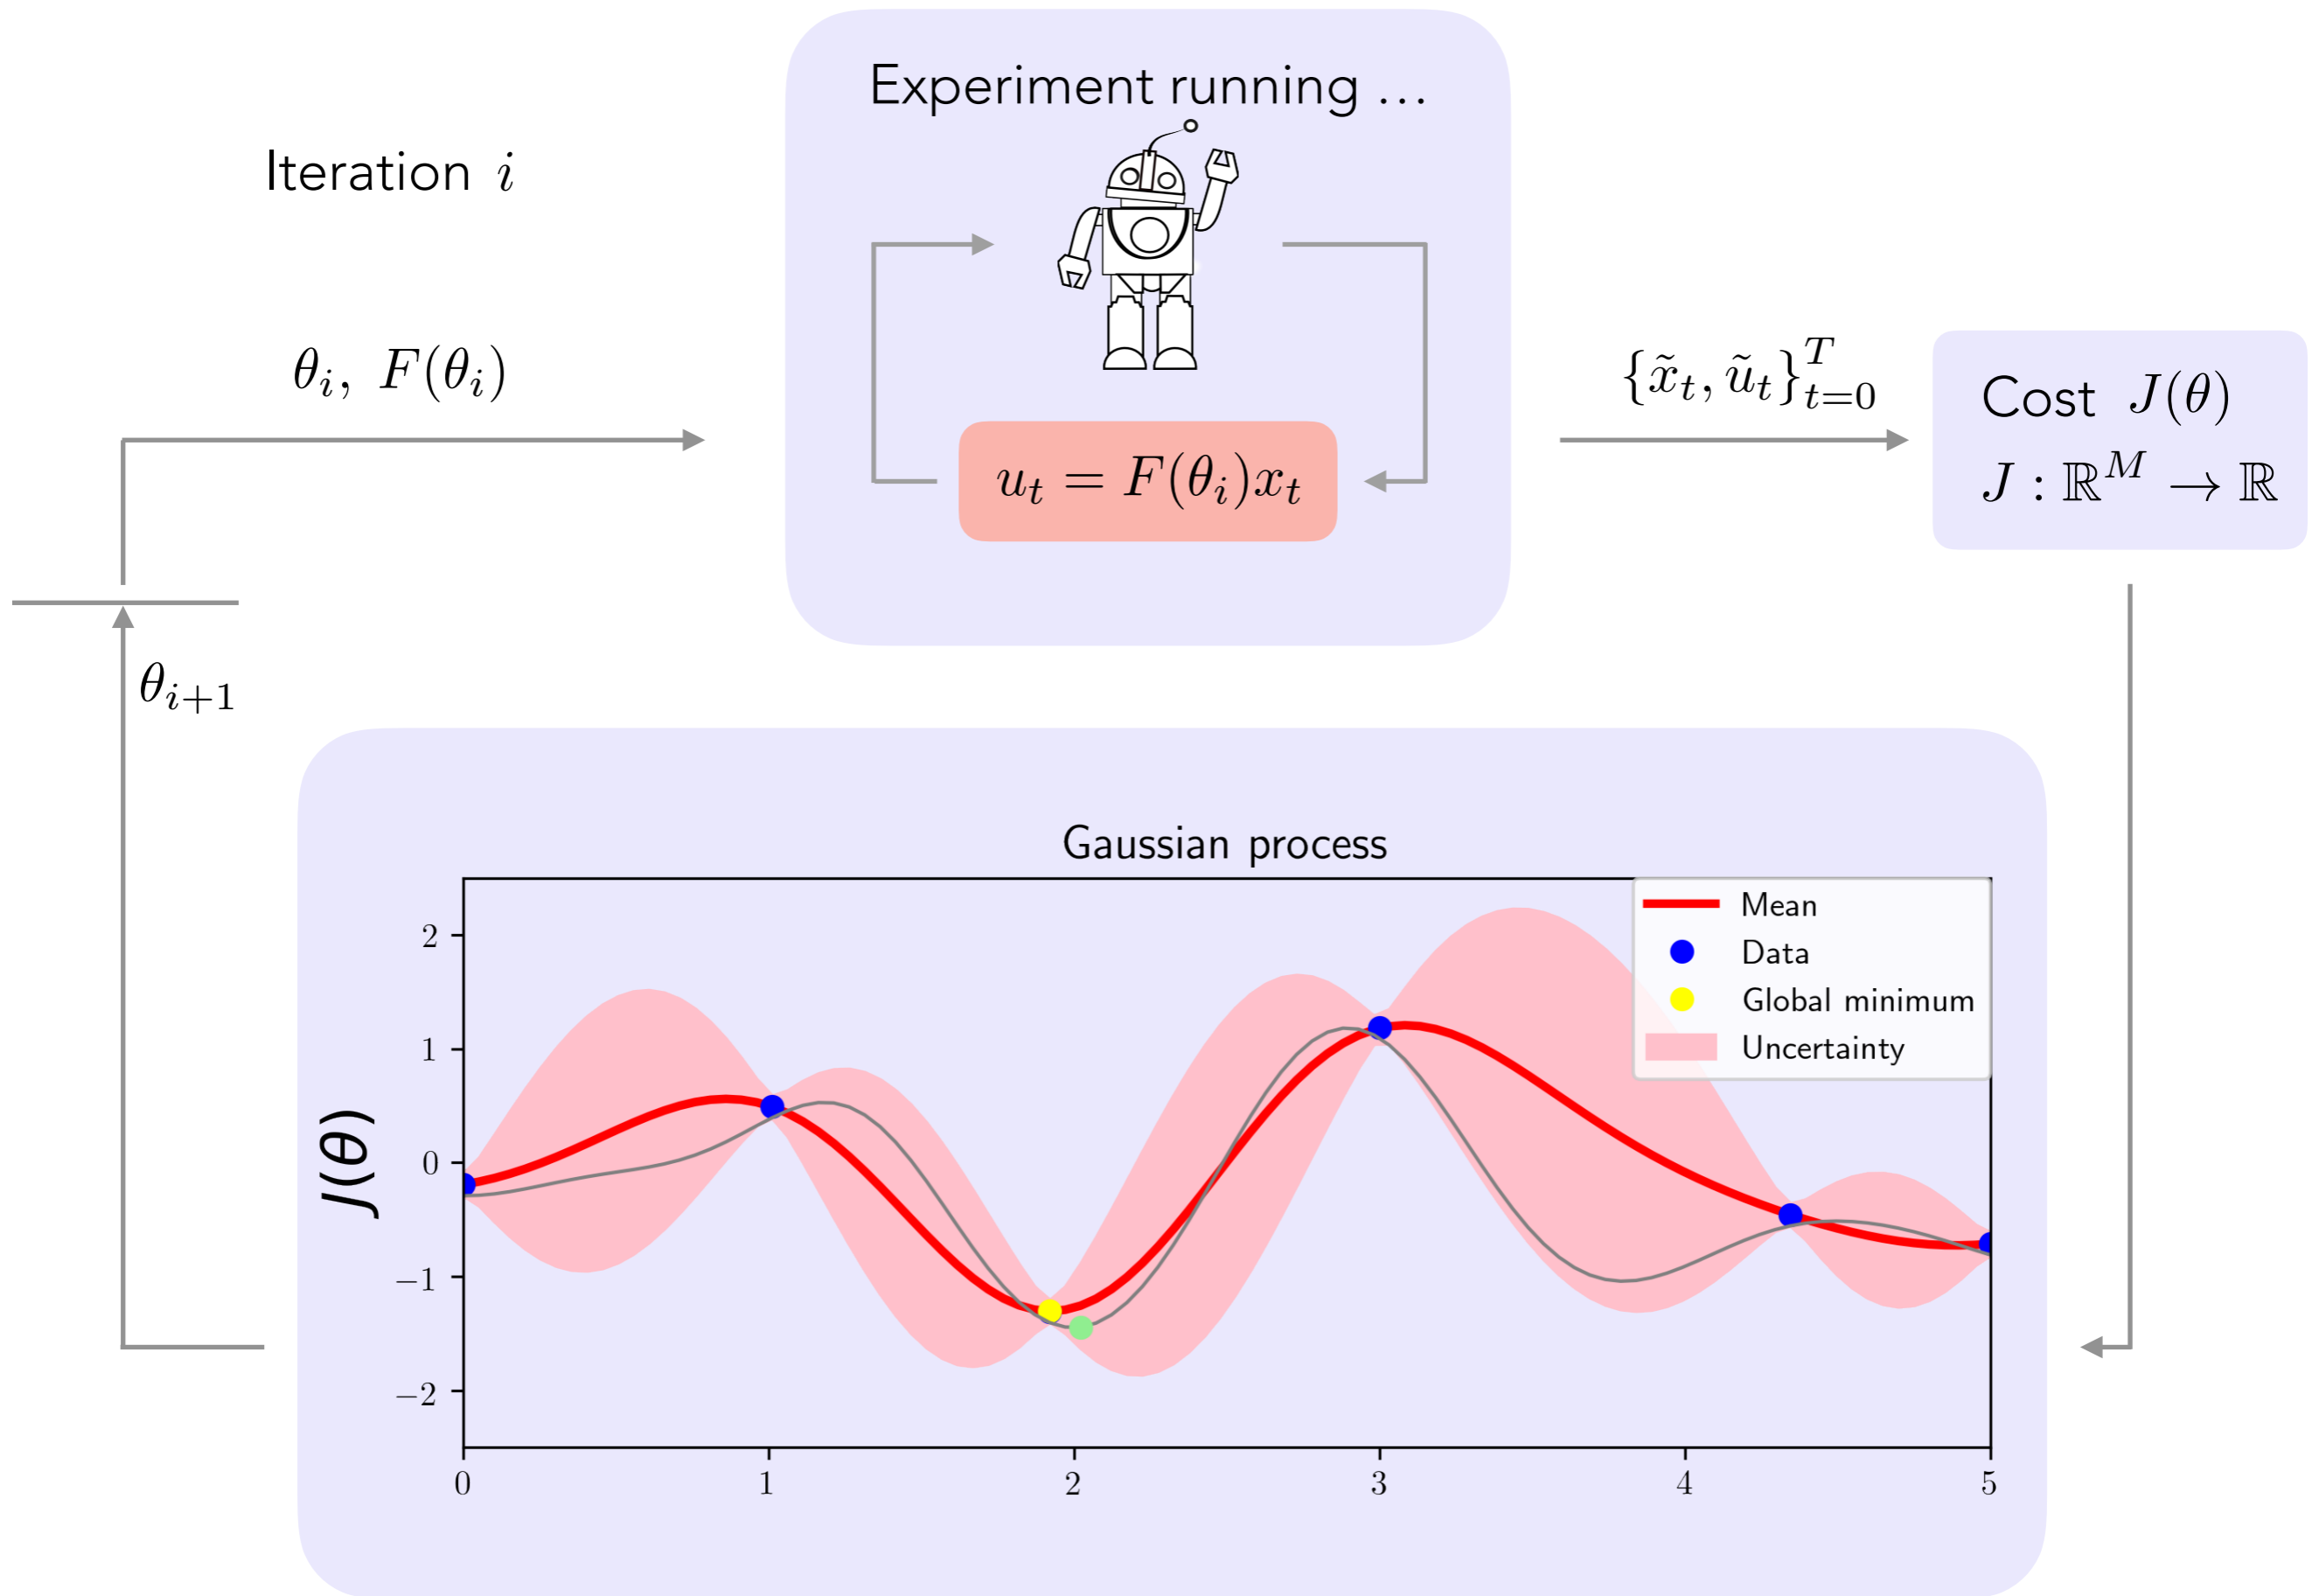 Experiment running …
Iteration i
θ_i, F(θ_i)
u_t = F(θ_i)x_t
{x̃_t, ũ_t}_{t=0}^T
Cost J(θ)
J : ℝ^M → ℝ
θ_{i+1}
Gaussian process
Mean
Data
Global minimum
Uncertainty
J(θ)
2
1
0
−1
−2
0 1 2 3 4 5